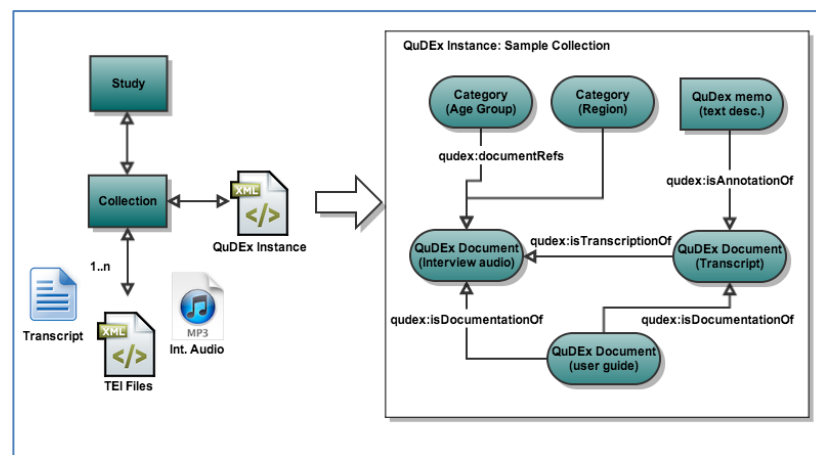 Study
Collection
1..n
XML
</>
QuDEx Instance
Transcript
MP3
Int. Audio
XML
</>
TEI Files
QuDEx Instance: Sample Collection
Category
(Age Group)
Category
(Region)
QuDex memo
(text desc.)
qudex:documentRefs
qudex:isAnnotationOf
QuDEx Document
(Interview audio)
qudex:isTranscriptionOf
QuDEx Document
(Transcript)
qudex:isDocumentationOf
qudex:isDocumentationOf
QuDEx Document
(user guide)